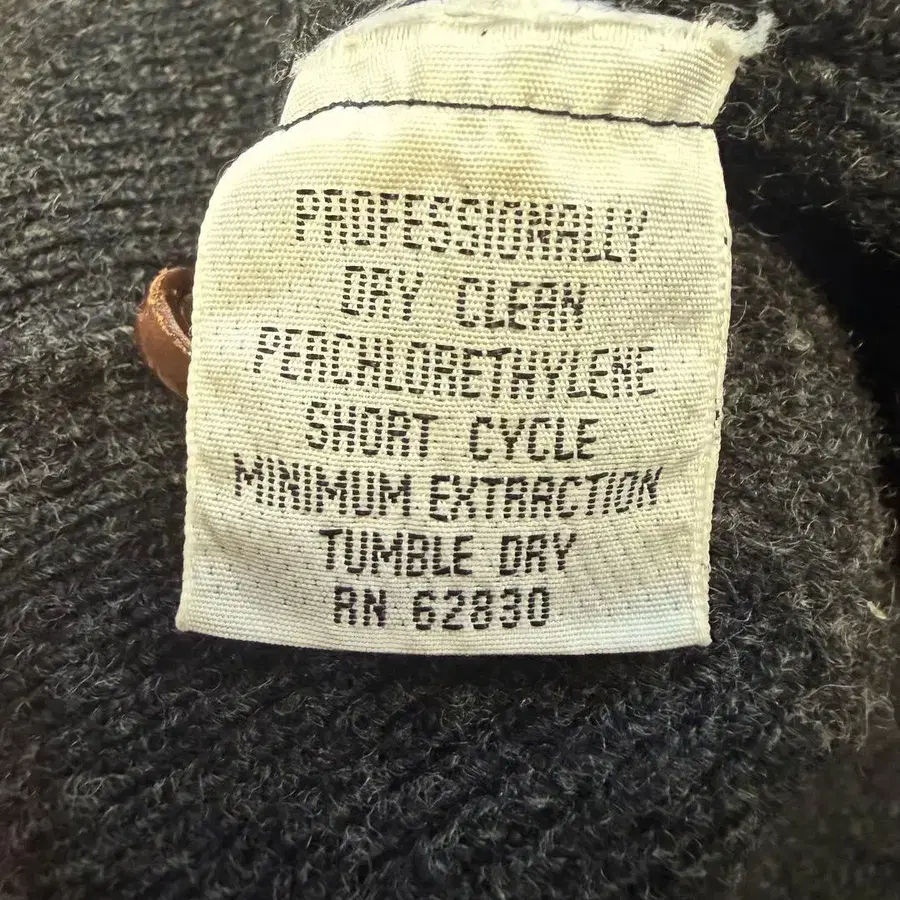 PROFESSIONALLY
DRY CLEAN
PERCHLORETHYLENE
SHORT CYCLE
MINIMUM EXTRACTION
TUMBLE DRY
RN 62830